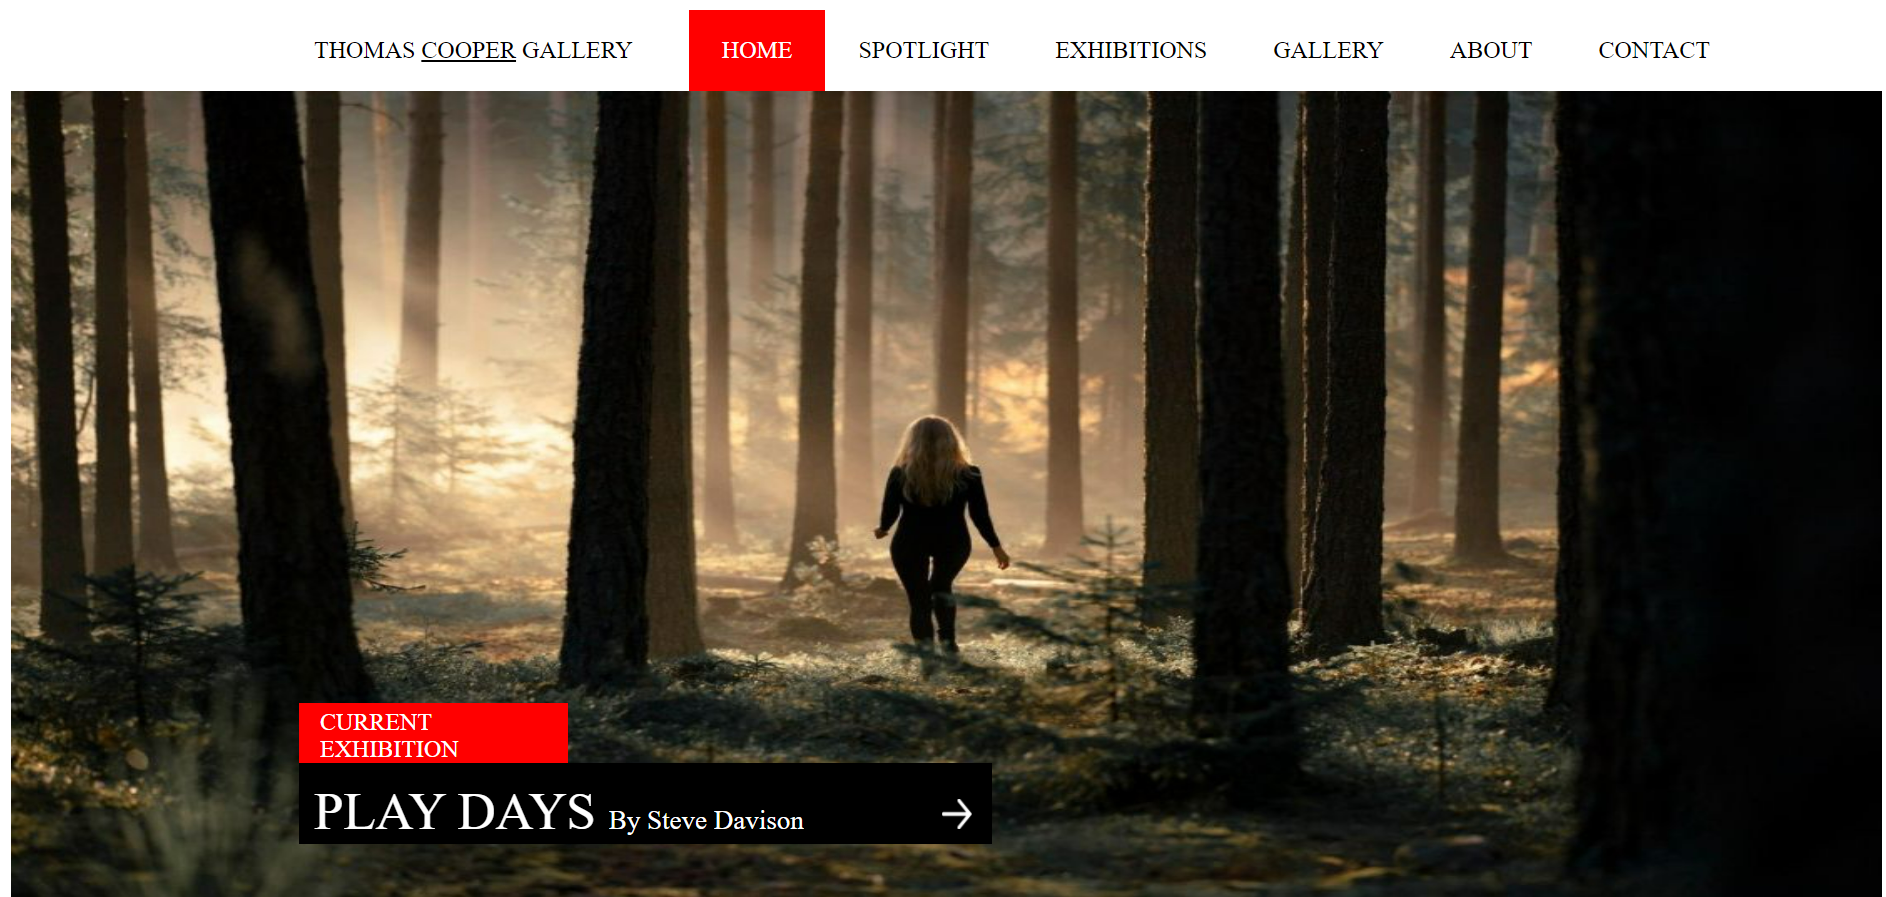 THOMAS COOPER GALLERY HOME SPOTLIGHT EXHIBITIONS GALLERY ABOUT CONTACT
CURRENT
EXHIBITION
PLAY DAYS By Steve Davison